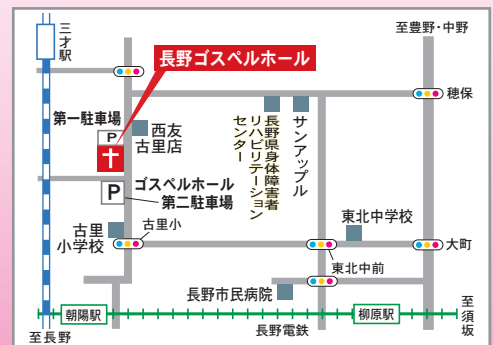 三才駅
至豊野・中野
長野ゴスペルホール
穂保
第一駐車場
P
西友
古里店
長野県身体障害者
リハビリテーション
センター
サンアップル
P
ゴスペルホール
第二駐車場
古里
小学校
古里小
東北中学校
大町
東北中前
長野市民病院
朝陽駅
柳原駅
至須坂
至長野
長野電鉄